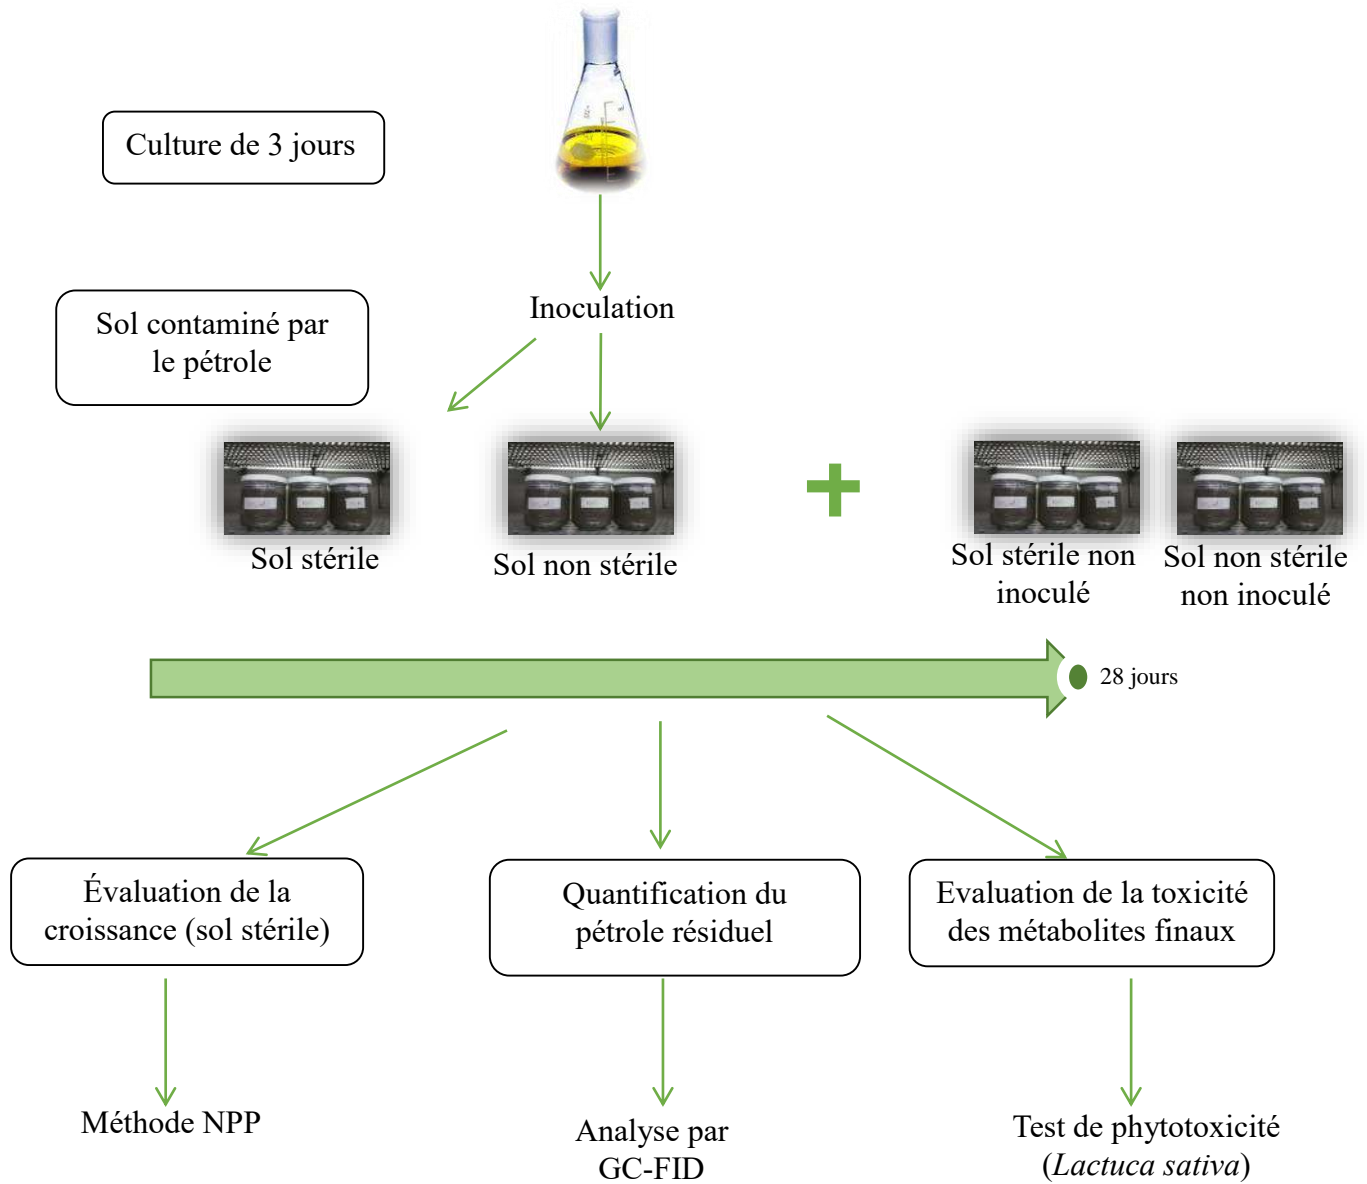 Culture de 3 jours
Inoculation
Sol contaminé par
le pétrole
Sol stérile
Sol non stérile
Sol stérile non
inoculé
Sol non stérile
non inoculé
28 jours
Évaluation de la
croissance (sol stérile)
Quantification du
pétrole résiduel
Evaluation de la toxicité
des métabolites finaux
Méthode NPP
Analyse par
GC-FID
Test de phytotoxicité
(Lactuca sativa)